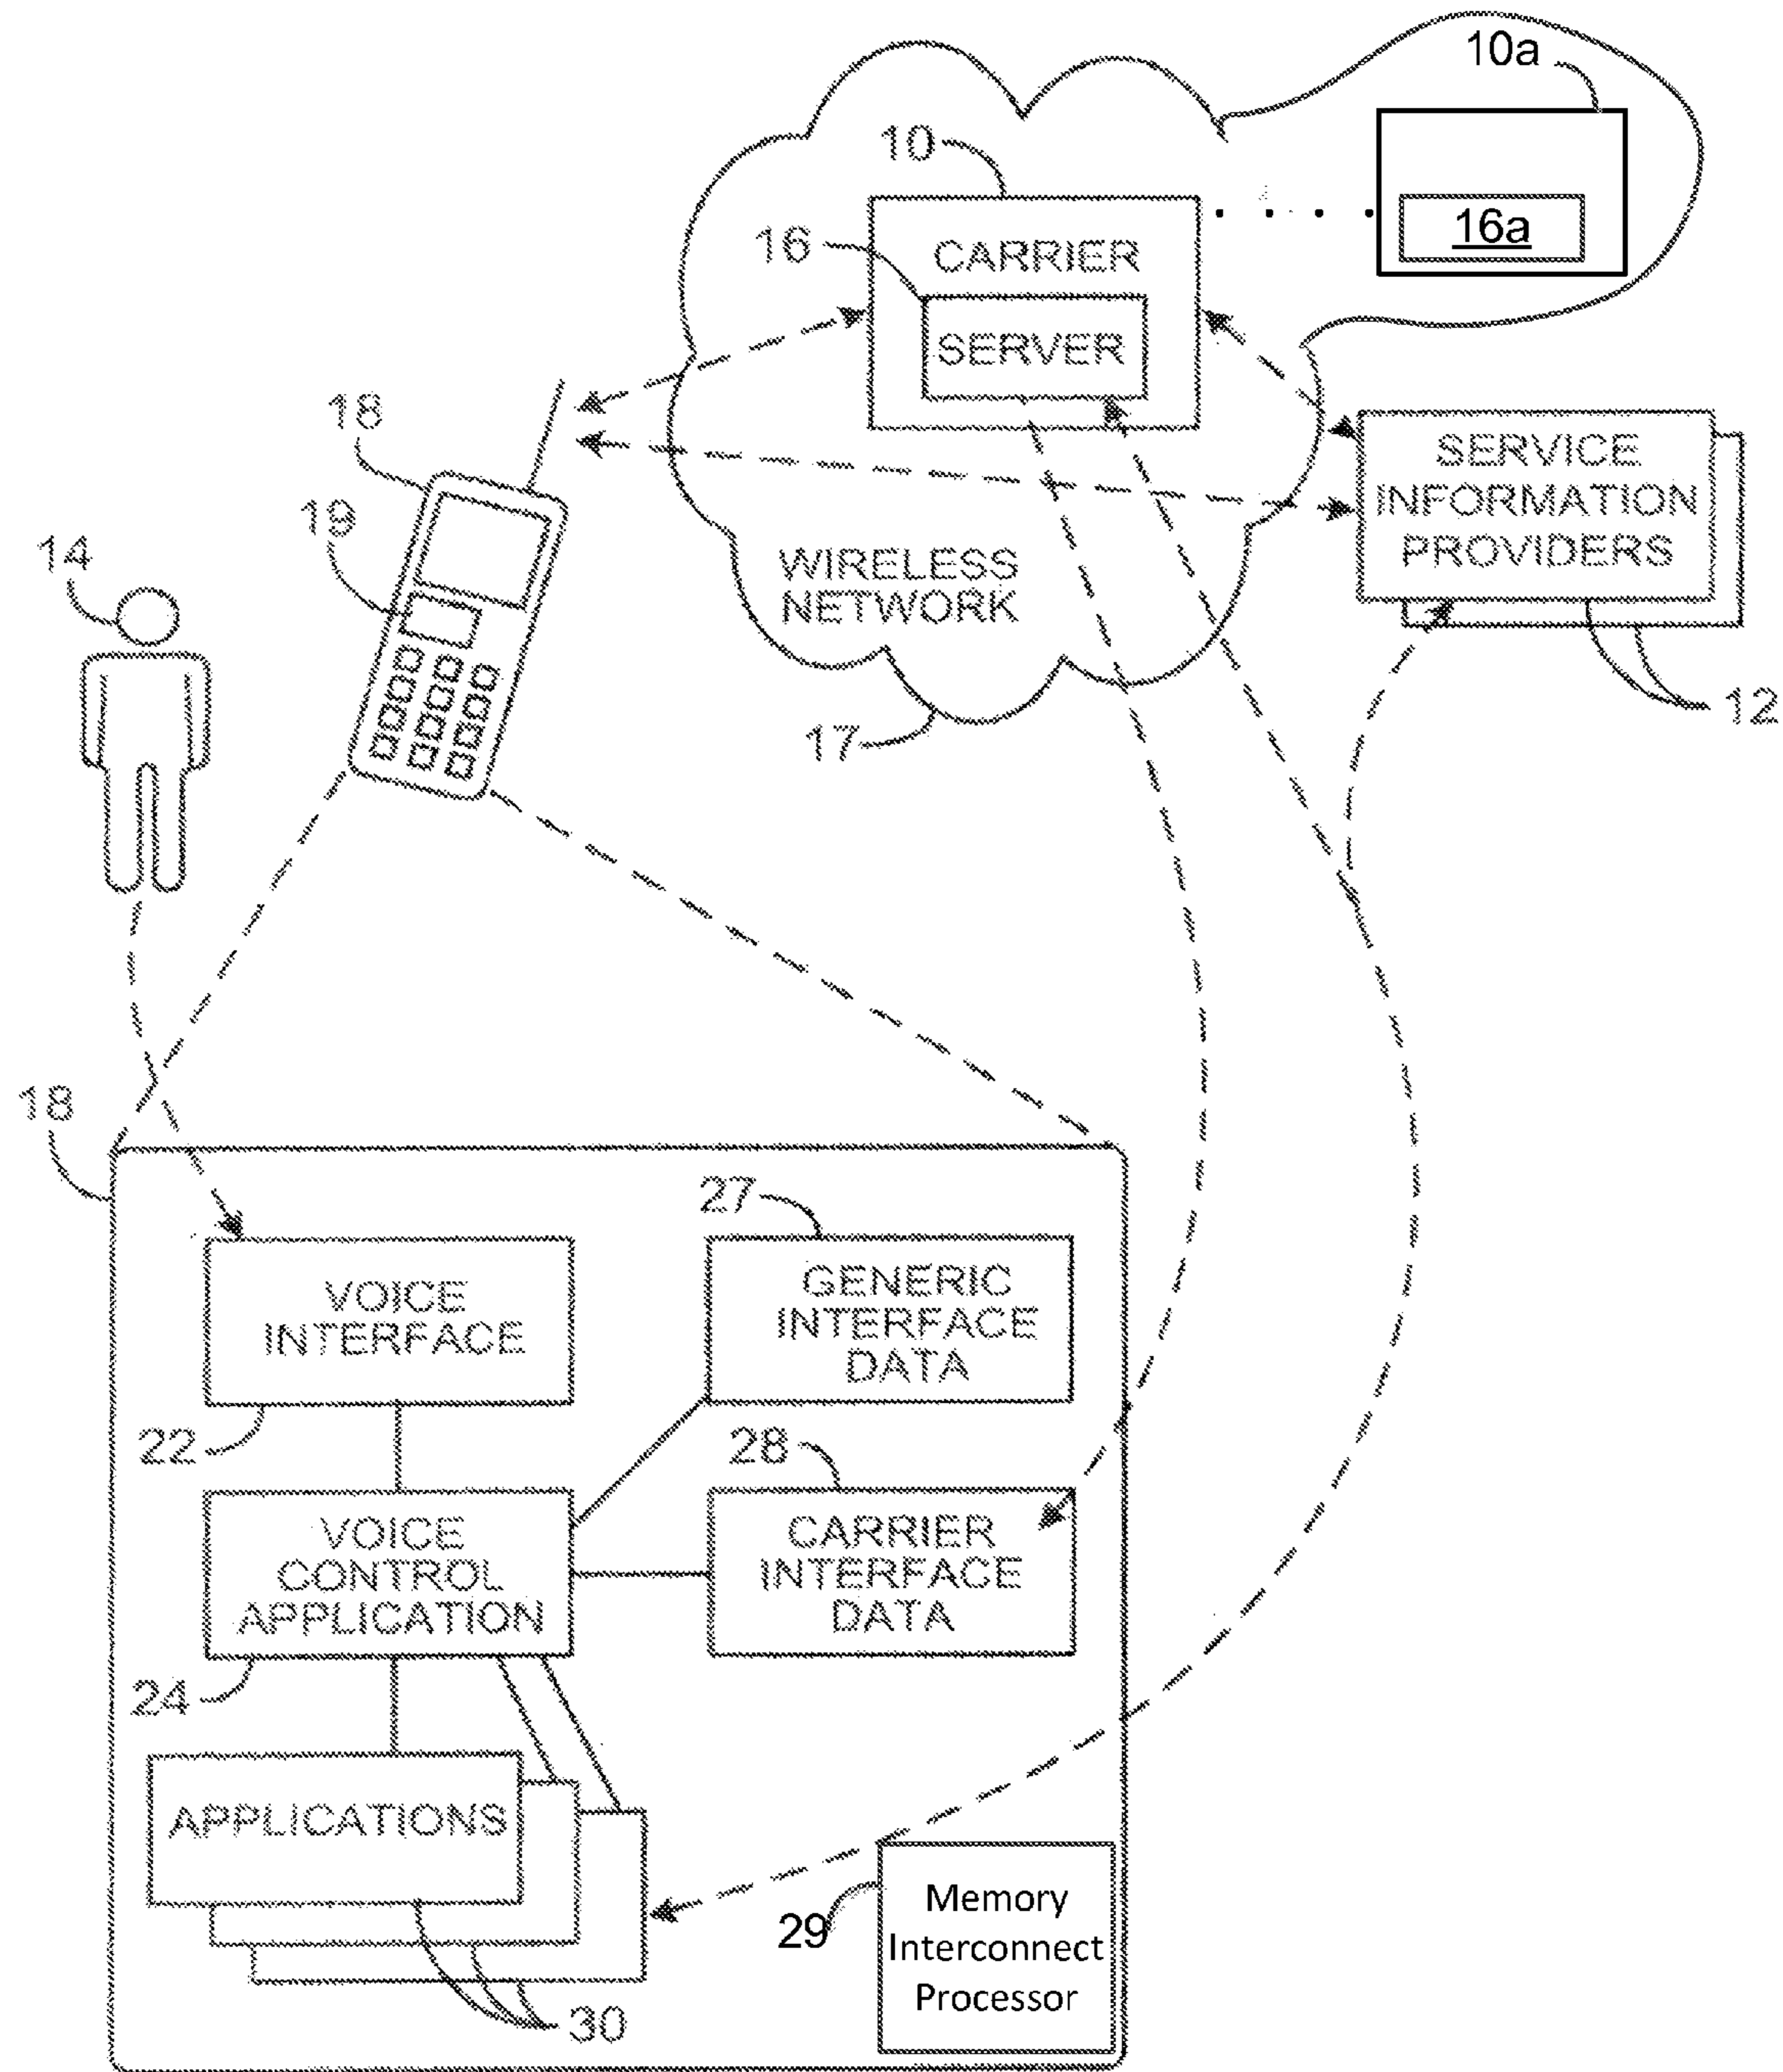 10a
10
16a
16
CARRIER
SERVER
18
19
SERVICE
INFORMATION
PROVIDERS
14
WIRELESS
NETWORK
12
17
18
27
VOICE
INTERFACE
GENERIC
INTERFACE
DATA
22
28
VOICE
CONTROL
APPLICATION
CARRIER
INTERFACE
DATA
24
APPLICATIONS
29
Memory
Interconnect
Processor
30